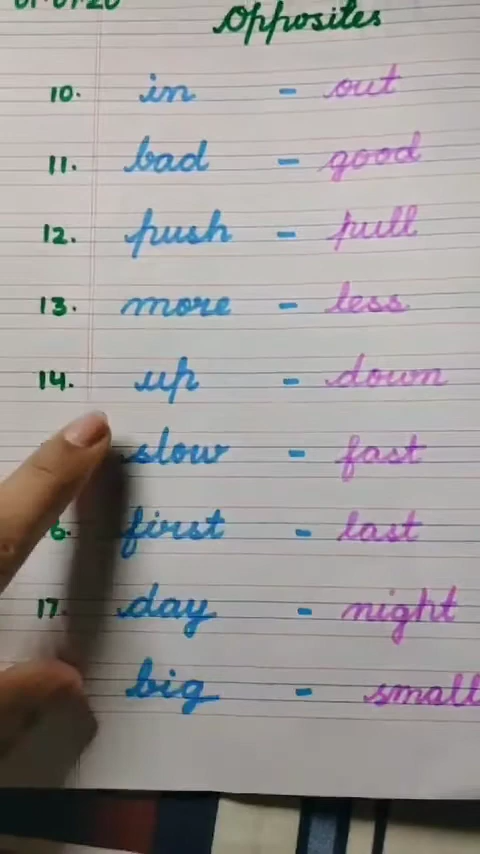 Opposites
10. in - out
11. bad - good
12. push - pull
13. more - less
14. up - down
slow - fast
6. first - last
17. day - night
big - small